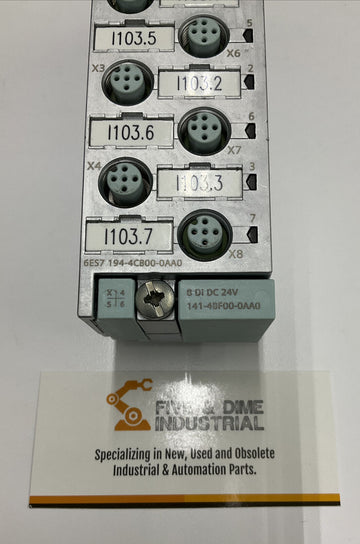 I103.5
5
X6
X3
I103.2
2
I103.6
6
X7
X4
I103.3
3
I103.7
7
X8
6ES7 194-4CB00-0AA0
X 4
5 6
8 DI DC 24V
141-4BF00-0AA0
FIVE & DIME
INDUSTRIAL
Specializing in New, Used and Obsolete
Industrial & Automation Parts.